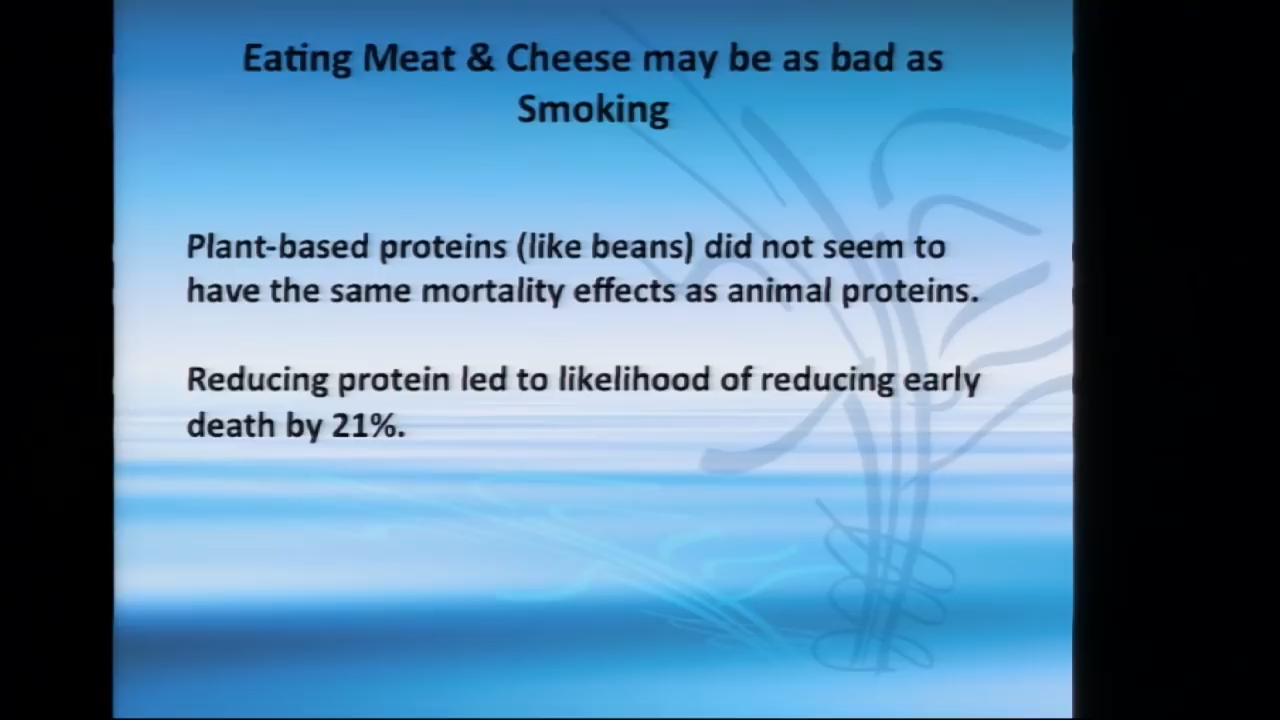 Eating Meat & Cheese may be as bad as
Smoking
Plant-based proteins (like beans) did not seem to
have the same mortality effects as animal proteins.
Reducing protein led to likelihood of reducing early
death by 21%.